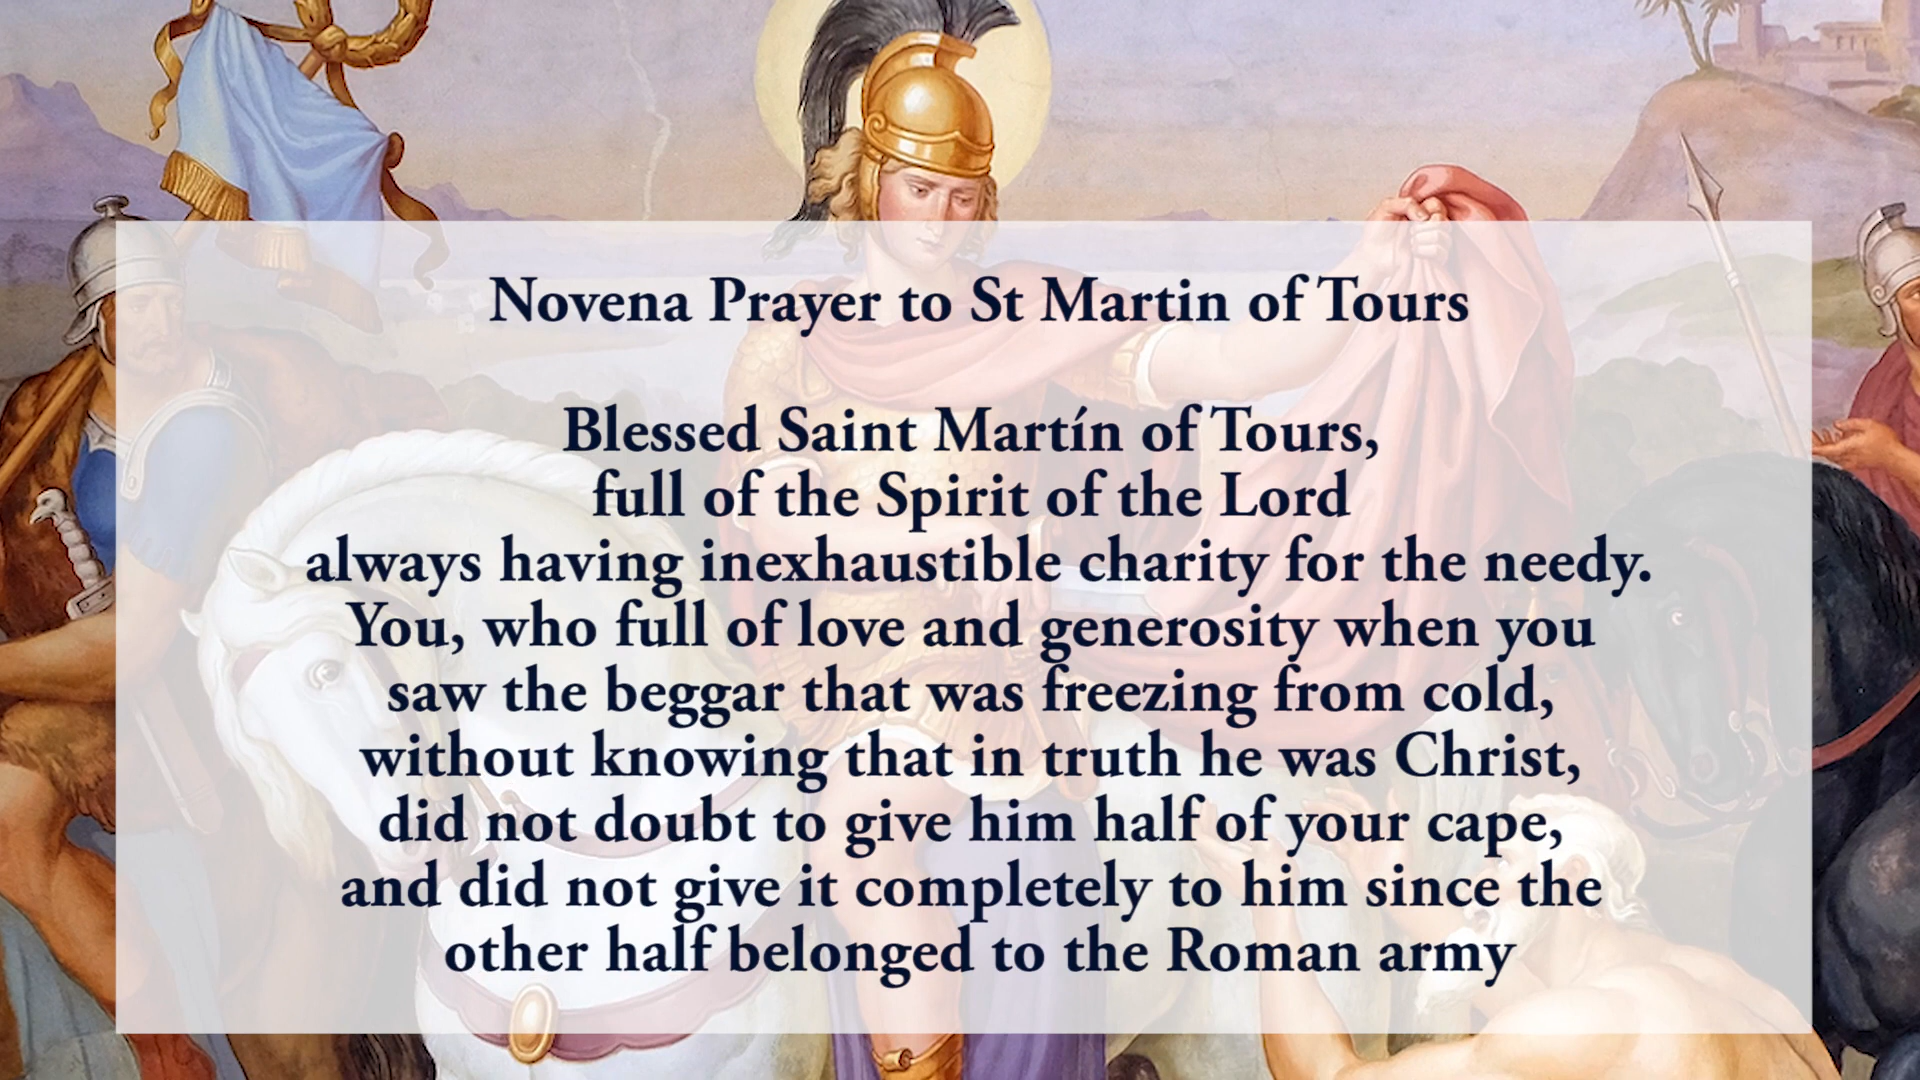 Novena Prayer to St Martin of Tours
Blessed Saint Martín of Tours,
full of the Spirit of the Lord
always having inexhaustible charity for the needy.
You, who full of love and generosity when you
saw the beggar that was freezing from cold,
without knowing that in truth he was Christ,
did not doubt to give him half of your cape,
and did not give it completely to him since the
other half belonged to the Roman army